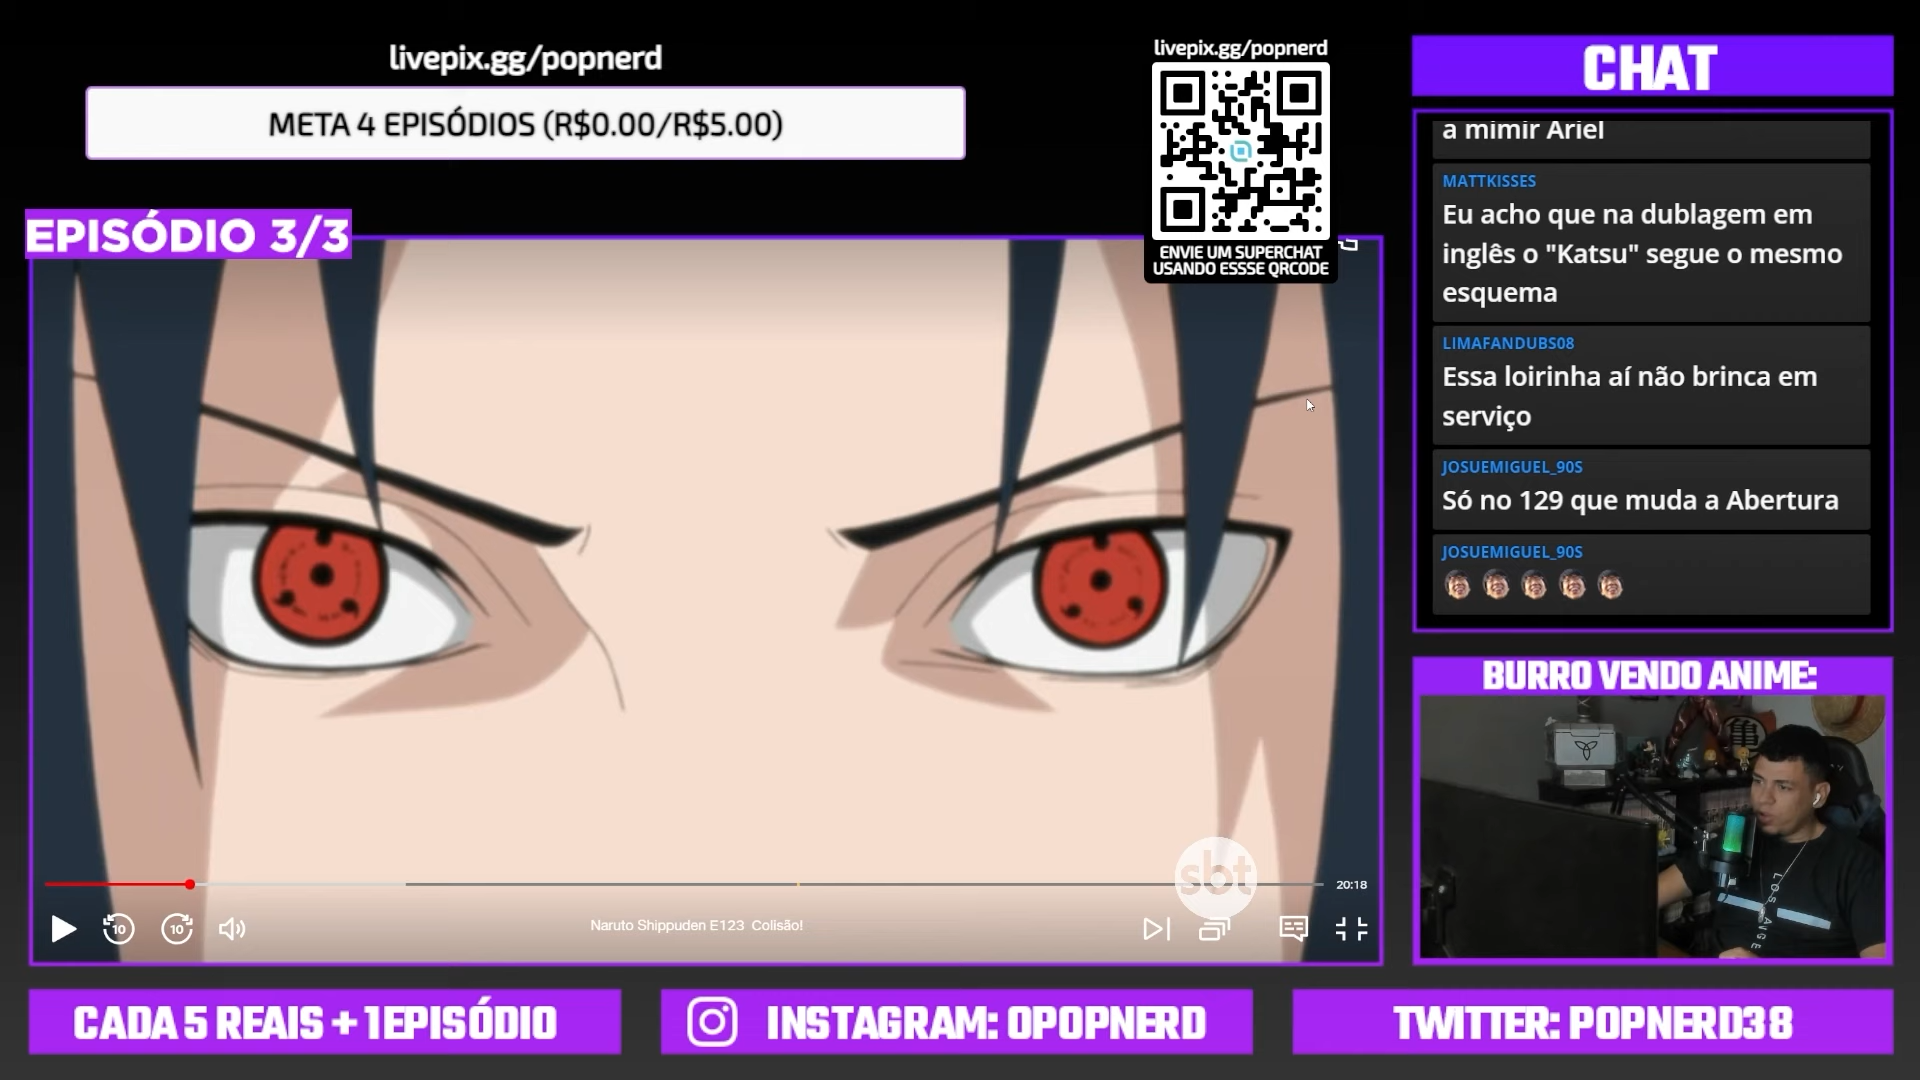 livepix.gg/popnerd
META 4 EPISÓDIOS (R$0.00/R$5.00)
livepix.gg/popnerd
ENVIE UM SUPERCHAT
USANDO ESSSE QRCODE
EPISÓDIO 3/3
sbt
20:18
10
10
Naruto Shippuden E123 Colisão!
CHAT
a mimir Ariel
MATTKISSES
Eu acho que na dublagem em
inglês o "Katsu" segue o mesmo
esquema
LIMAFANDUBS08
Essa loirinha aí não brinca em
serviço
JOSUEMIGUEL_90S
Só no 129 que muda a Abertura
JOSUEMIGUEL_90S
BURRO VENDO ANIME:
亀
LOS ANGE
CADA 5 REAIS + 1 EPISÓDIO
INSTAGRAM: OPOPNERD
TWITTER: POPNERD38